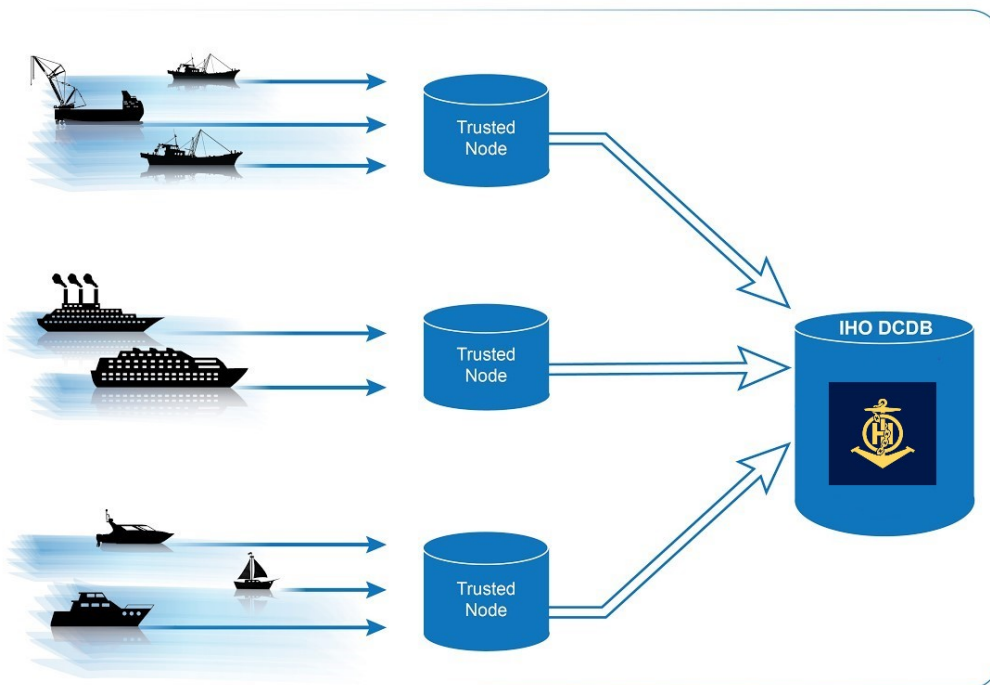 Trusted
Node
Trusted
Node
IHO DCDB
Trusted
Node